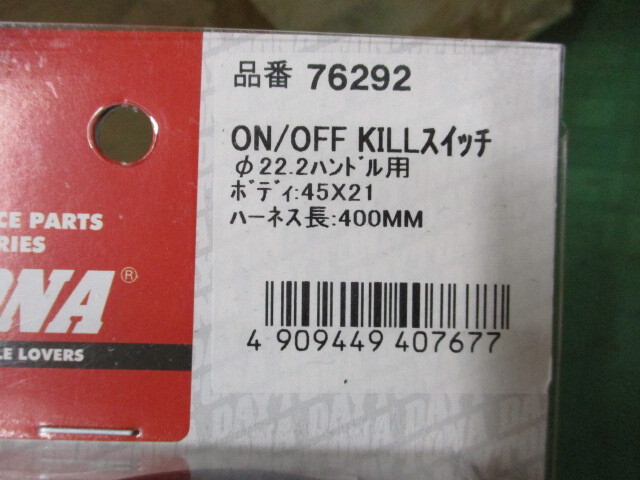 品番 76292
ON/OFF KILLスイッチ
φ22.2ハンドル用
ボディ:45X21
ハーネス長:400MM
4 909449 407677
CE PARTS
RIES
ONA®
LE LOVERS